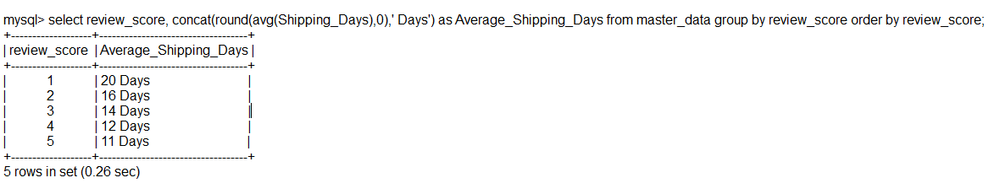 mysql> select review_score, concat(round(avg(Shipping_Days),0),' Days') as Average_Shipping_Days from master_data group by review_score order by review_score;
+--------------------+-------------------------------------+
| review_score | Average_Shipping_Days |
+--------------------+-------------------------------------+
| 1 | 20 Days |
| 2 | 16 Days |
| 3 | 14 Days |
| 4 | 12 Days |
| 5 | 11 Days |
+--------------------+-------------------------------------+
5 rows in set (0.26 sec)